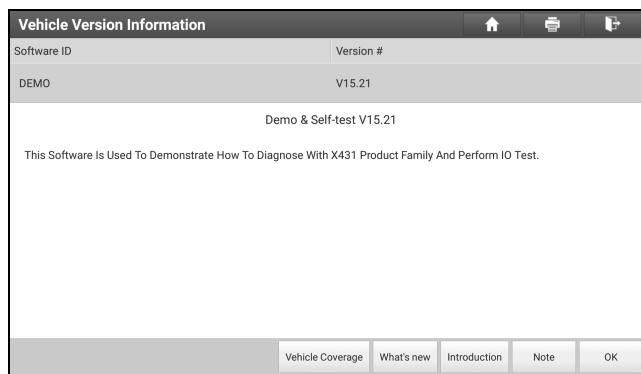 Vehicle Version Information
Software ID Version #
DEMO V15.21
Demo & Self-test V15.21
This Software Is Used To Demonstrate How To Diagnose With X431 Product Family And Perform IO Test.
Vehicle Coverage What's new Introduction Note OK